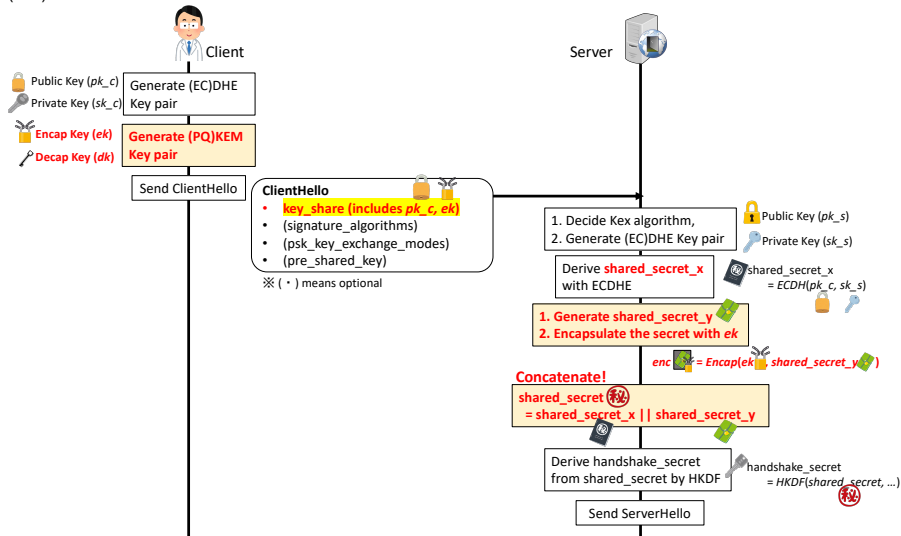 Client
Server
Public Key (pk_c)
Private Key (sk_c)
Generate (EC)DHE
Key pair
Encap Key (ek)
Decap Key (dk)
Generate (PQ)KEM
Key pair
Send ClientHello
ClientHello
• key_share (includes pk_c, ek)
• (signature_algorithms)
• (psk_key_exchange_modes)
• (pre_shared_key)
※ (・) means optional
1. Decide Kex algorithm,
2. Generate (EC)DHE Key pair
Public Key (pk_s)
Private Key (sk_s)
Derive shared_secret_x
with ECDHE
shared_secret_x
= ECDH(pk_c, sk_s)
1. Generate shared_secret_y
2. Encapsulate the secret with ek
enc = Encap(ek , shared_secret_y )
Concatenate!
shared_secret ㊙
= shared_secret_x || shared_secret_y
Derive handshake_secret
from shared_secret by HKDF
handshake_secret
= HKDF(shared_secret, …)
㊙
Send ServerHello